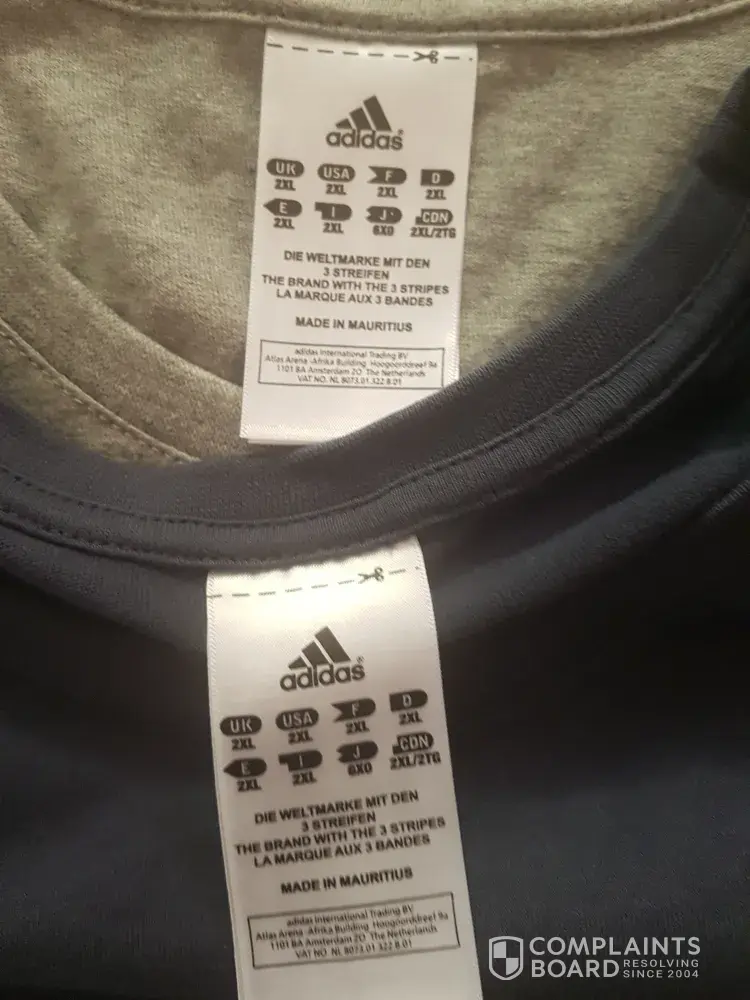 adidas®
UK USA F D
2XL 2XL 2XL 2XL
E I J CDN
2XL 2XL 6XO 2XL/2TG
DIE WELTMARKE MIT DEN
3 STREIFEN
THE BRAND WITH THE 3 STRIPES
LA MARQUE AUX 3 BANDES
MADE IN MAURITIUS
adidas International Trading BV
Atlas Arena -Afrika Building Hoogoorddreef 9a
1101 BA Amsterdam ZO The Netherlands
VAT NO. NL 8073.01.322.B.01
adidas®
UK USA F D
2XL 2XL 2XL 2XL
E I J CDN
2XL 2XL 6XO 2XL/2TG
DIE WELTMARKE MIT DEN
3 STREIFEN
THE BRAND WITH THE 3 STRIPES
LA MARQUE AUX 3 BANDES
MADE IN MAURITIUS
adidas International Trading BV
Atlas Arena -Afrika Building Hoogoorddreef 9a
1101 BA Amsterdam ZO The Netherlands
VAT NO. NL 8073.01.322.B.01
COMPLAINTS
BOARD RESOLVING
SINCE 2004